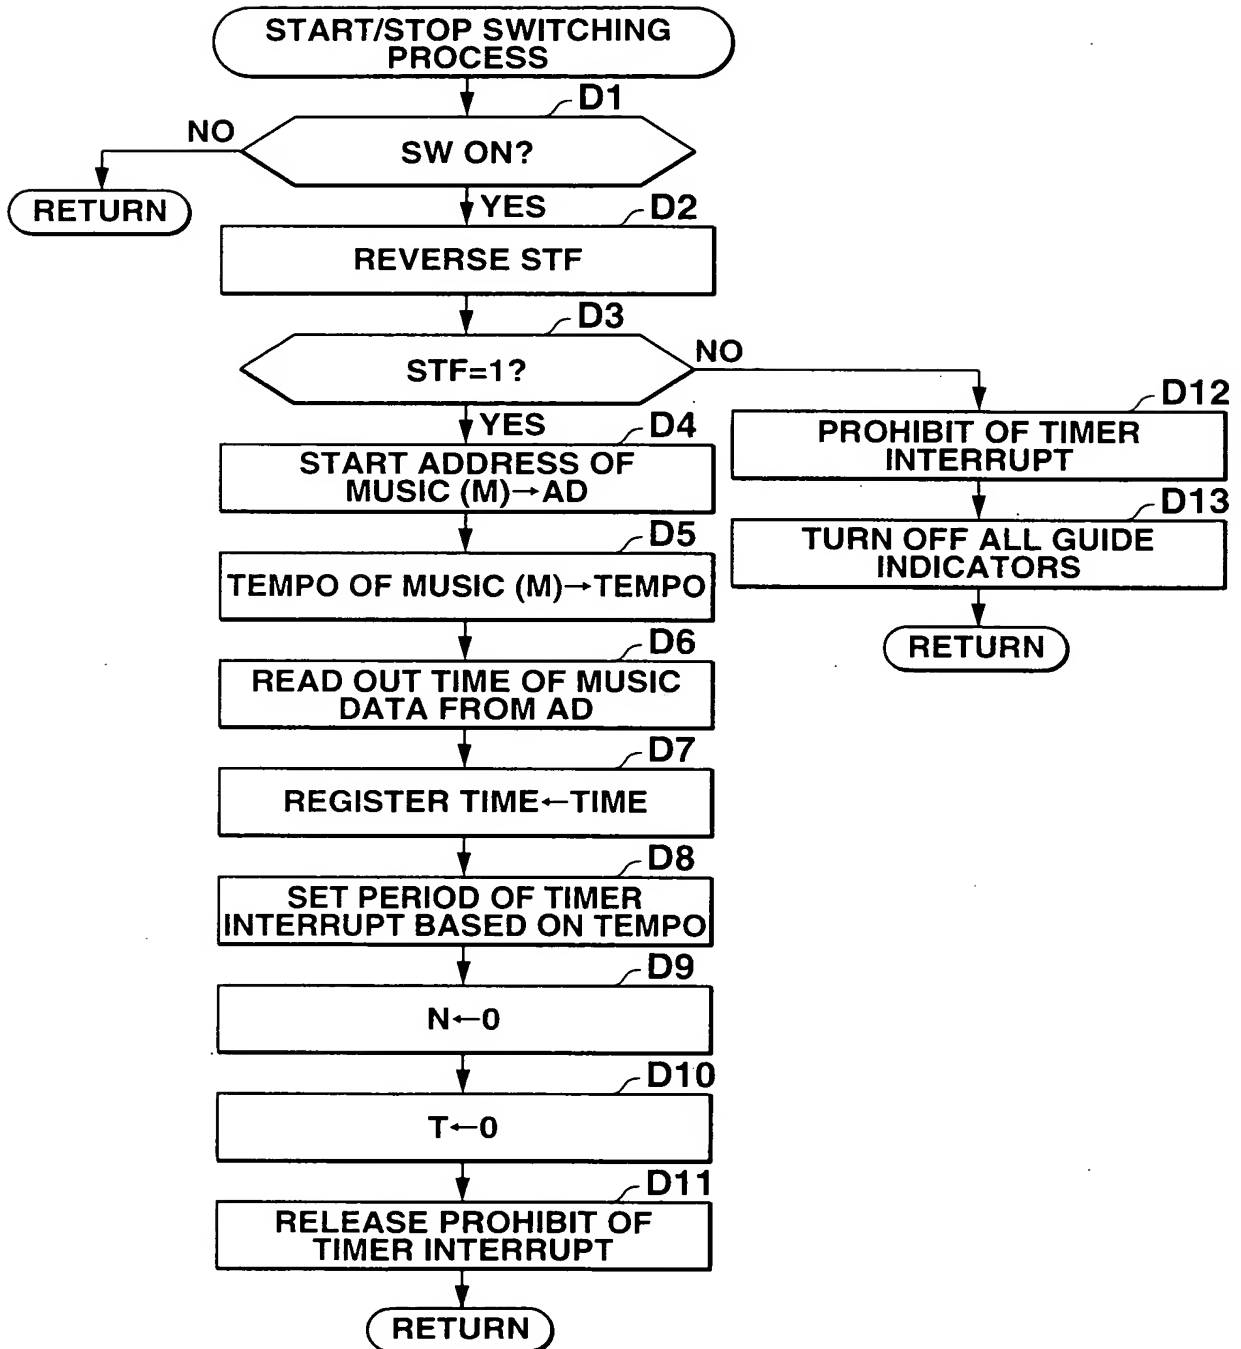 START/STOP SWITCHING
PROCESS
D1
NO
SW ON?
RETURN
YES
D2
REVERSE STF
D3
STF=1?
NO
YES
D4
START ADDRESS OF
MUSIC (M)→AD
D12
PROHIBIT OF TIMER
INTERRUPT
D5
TEMPO OF MUSIC (M)→TEMPO
D13
TURN OFF ALL GUIDE
INDICATORS
RETURN
D6
READ OUT TIME OF MUSIC
DATA FROM AD
D7
REGISTER TIME←TIME
D8
SET PERIOD OF TIMER
INTERRUPT BASED ON TEMPO
D9
N←0
D10
T←0
D11
RELEASE PROHIBIT OF
TIMER INTERRUPT
RETURN